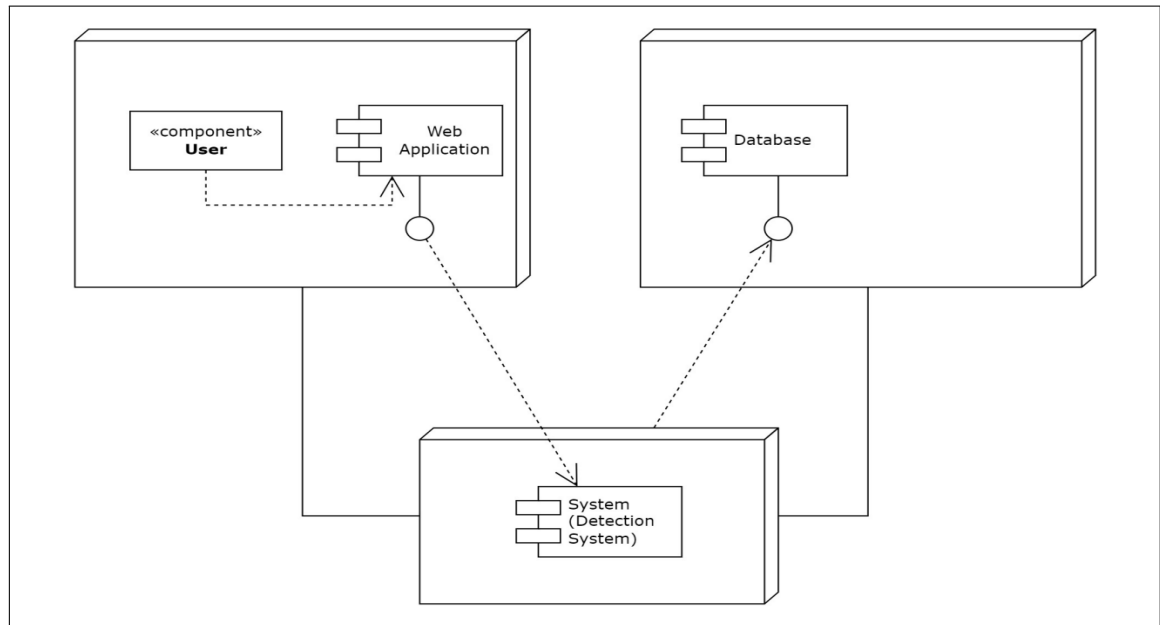 «component»
User
Web
Application
Database
System
(Detection
System)